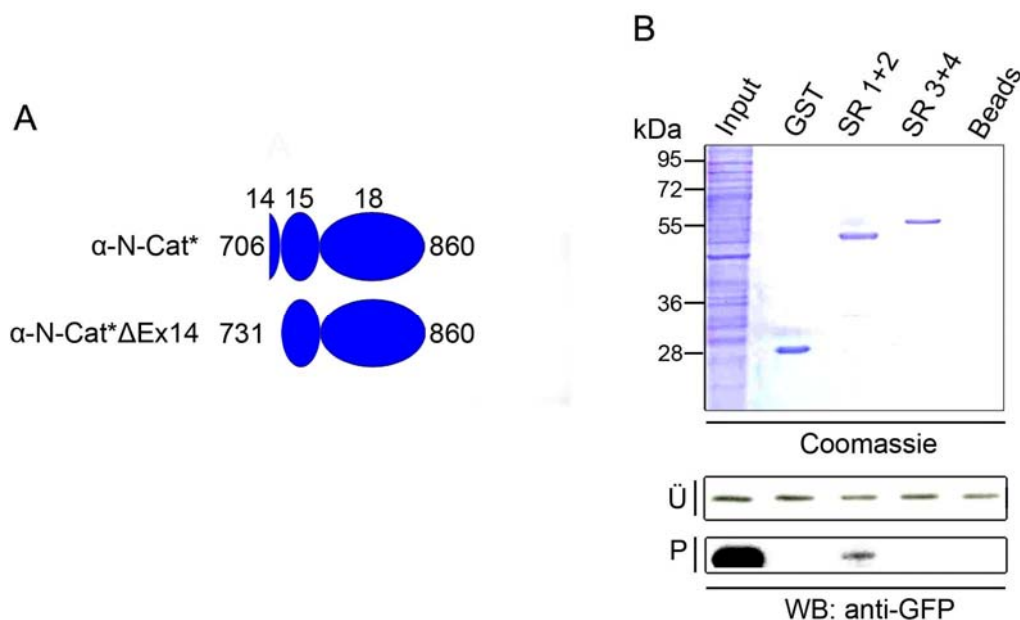 A
14 15 18
α-N-Cat* 706 860
α-N-Cat*ΔEx14 731 860
B
kDa Input GST SR 1+2 SR 3+4 Beads
95
72
55
36
28
Coomassie
Ü
P
WB: anti-GFP